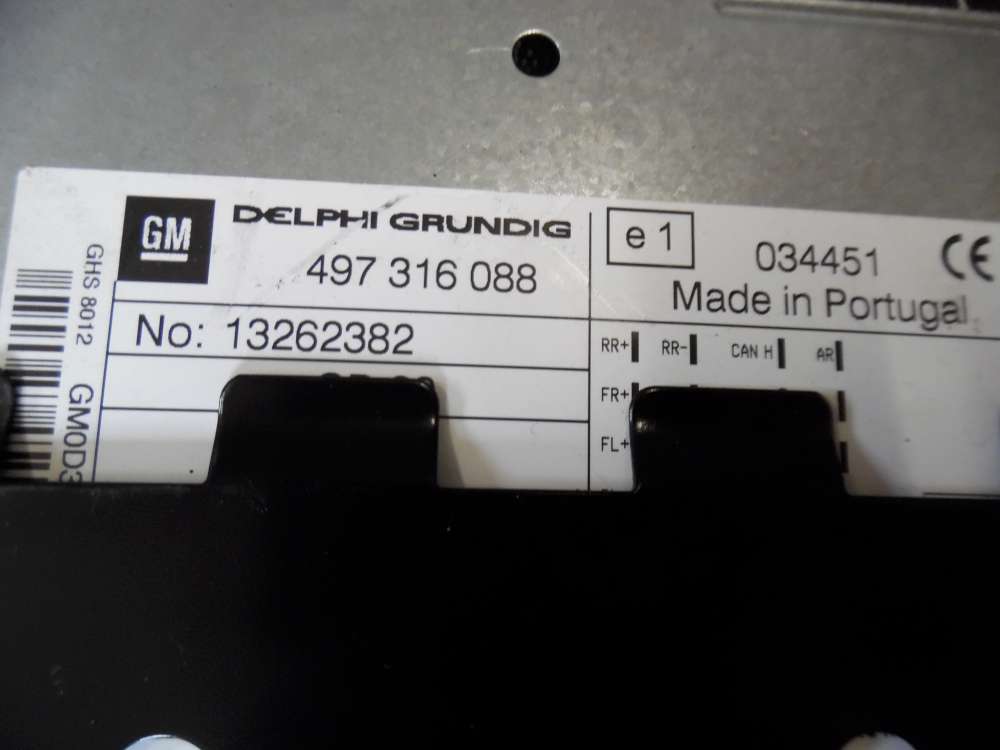 GM
DELPHI GRUNDIG
497 316 088
No: 13262382
e 1
034451
CE
Made in Portugal
RR+ RR- CAN H AR
FR+
FL+
GHS 8012
GM0D3